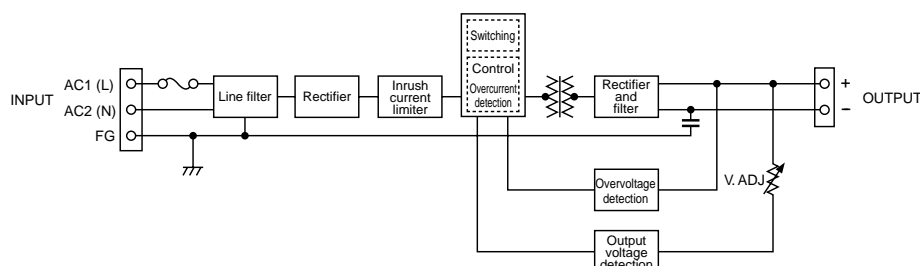 INPUT
AC1 (L)
AC2 (N)
FG
Line filter
Rectifier
Inrush
current
limiter
Switching
Control
Overcurrent
detection
Rectifier
and
filter
+
−
OUTPUT
V. ADJ
Overvoltage
detection
Output
voltage
detection